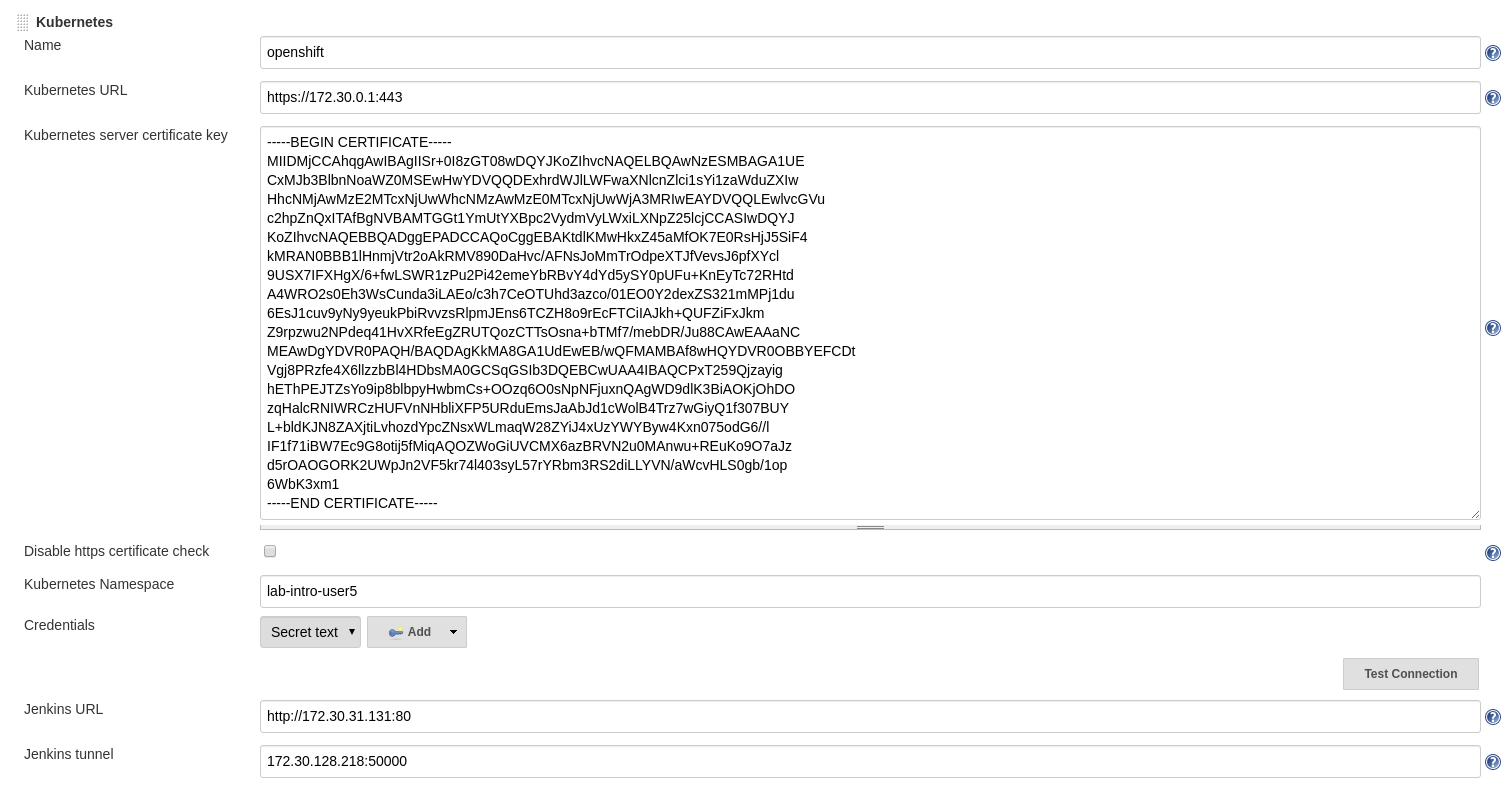 Kubernetes
Name
openshift
Kubernetes URL
https://172.30.0.1:443
Kubernetes server certificate key
-----BEGIN CERTIFICATE-----
MIIDMjCCAhqgAwIBAgIISr+0I8zGT08wDQYJKoZIhvcNAQELBQAwNzESMBAGA1UE
CxMJb3BlbnNoaWZ0MSEwHwYDVQQDExhrdWJlLWFwaXNlcnZlci1sYi1zaWduZXIw
HhcNMjAwMzE2MTcxNjUwWhcNMzAwMzE0MTcxNjUwWjA3MRIwEAYDVQQLEwlvcGVu
c2hpZnQxITAfBgNVBAMTGGt1YmUtYXBpc2VydmVyLWxiLXNpZ25lcjCCASIwDQYJ
KoZIhvcNAQEBBQADggEPADCCAQoCggEBAKtdlKMwHkxZ45aMfOK7E0RsHjJ5SiF4
kMRAN0BBB1lHnmjVtr2oAkRMV890DaHvc/AFNsJoMmTrOdpeXTJfVevsJ6pfXYcl
9USX7IFXHgX/6+fwLSWR1zPu2Pi42emeYbRBvY4dYd5ySY0pUFu+KnEyTc72RHtd
A4WRO2s0Eh3WsCunda3iLAEo/c3h7CeOTUhd3azco/01EO0Y2dexZS321mMPj1du
6EsJ1cuv9yNy9yeukPbiRvvzsRlpmJEns6TCZH8o9rEcFTCiIAJkh+QUFZiFxJkm
Z9rpzwu2NPdeq41HvXRfeEgZRUTQozCTTsOsna+bTMf7/mebDR/Ju88CAwEAAaNC
MEAwDgYDVR0PAQH/BAQDAgKkMA8GA1UdEwEB/wQFMAMBAf8wHQYDVR0OBBYEFCDt
Vgj8PRzfe4X6llzzbBl4HDbsMA0GCSqGSIb3DQEBCwUAA4IBAQCPxT259Qjzayig
hEThPEJTZsYo9ip8blbpyHwbmCs+OOzq6O0sNpNFjuxnQAgWD9dlK3BiAOKjOhDO
zqHalcRNIWRCzHUFVnNHbliXFP5URduEmsJaAbJd1cWolB4Trz7wGiyQ1f307BUY
L+bldKJN8ZAXjtiLvhozdYpcZNsxWLmaqW28ZYiJ4xUzYWYByw4Kxn075odG6//l
IF1f71iBW7Ec9G8otij5fMiqAQOZWoGiUVCMX6azBRVN2u0MAnwu+REuKo9O7aJz
d5rOAOGORK2UWpJn2VF5kr74l403syL57rYRbm3RS2diLLYVN/aWcvHLS0gb/1op
6WbK3xm1
-----END CERTIFICATE-----
Disable https certificate check
Kubernetes Namespace
lab-intro-user5
Credentials
Secret text
Add
Test Connection
Jenkins URL
http://172.30.31.131:80
Jenkins tunnel
172.30.128.218:50000